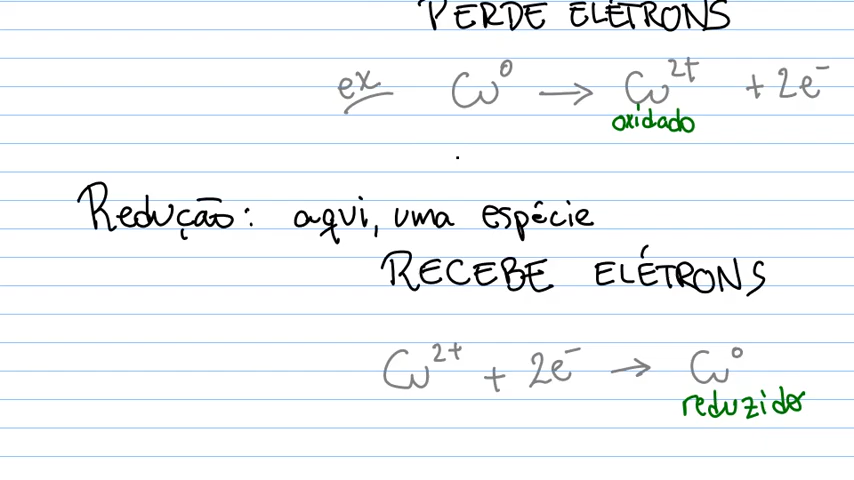 PERDE ELÉTRONS
ex Cu⁰ → Cu²⁺ + 2e⁻
oxidado
Redução: aqui, uma espécie
RECEBE ELÉTRONS
Cu²⁺ + 2e⁻ → Cu⁰
reduzido